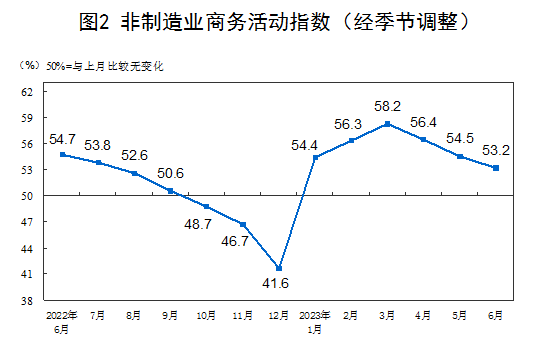 图2 非制造业商务活动指数（经季节调整）
（%）50%=与上月比较无变化
62
59
56
53
50
47
44
41
38
54.7
53.8
52.6
50.6
48.7
46.7
41.6
54.4
56.3
58.2
56.4
54.5
53.2
2022年
6月
7月
8月
9月
10月
11月
12月
2023年
1月
2月
3月
4月
5月
6月